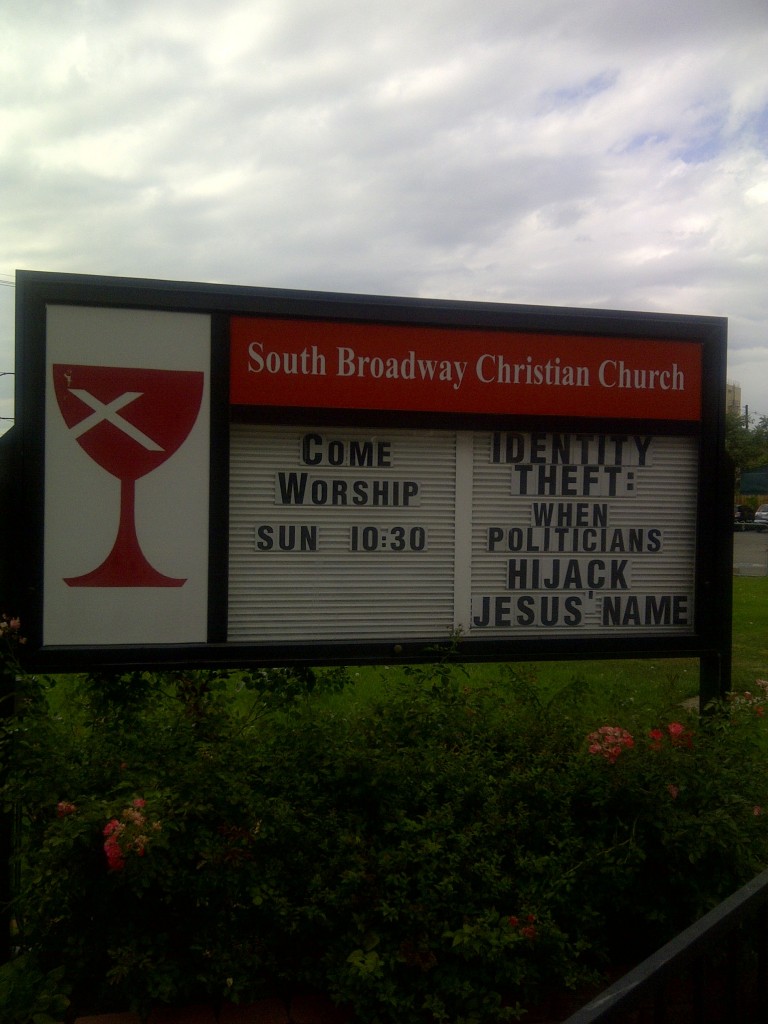 South Broadway Christian Church
COME
WORSHIP
SUN 10:30
IDENTITY
THEFT:
WHEN
POLITICIANS
HIJACK
JESUS' NAME